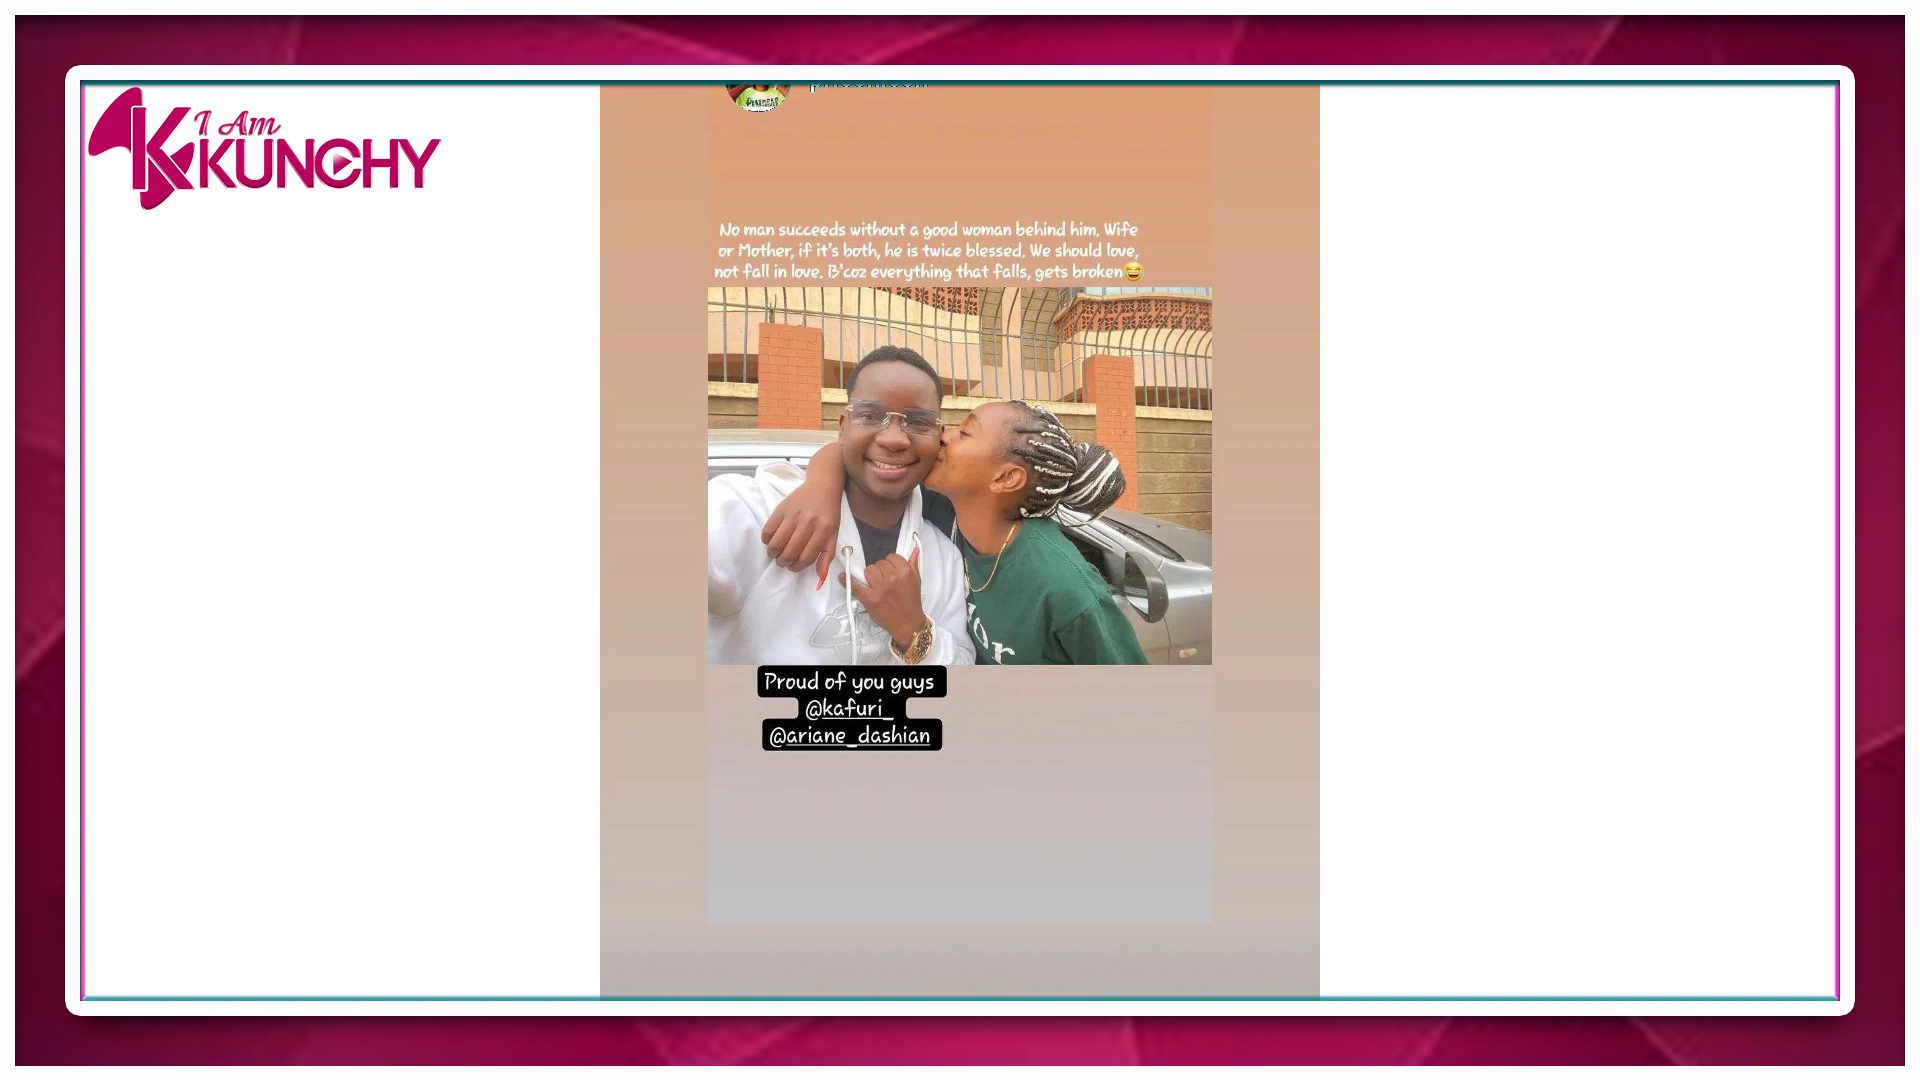 I Am
KUNCHY
No man succeeds without a good woman behind him. Wife
or Mother, if it's both, he is twice blessed. We should love,
not fall in love. B'coz everything that falls, gets broken😅
Proud of you guys
@kafuri_
@ariane_dashian